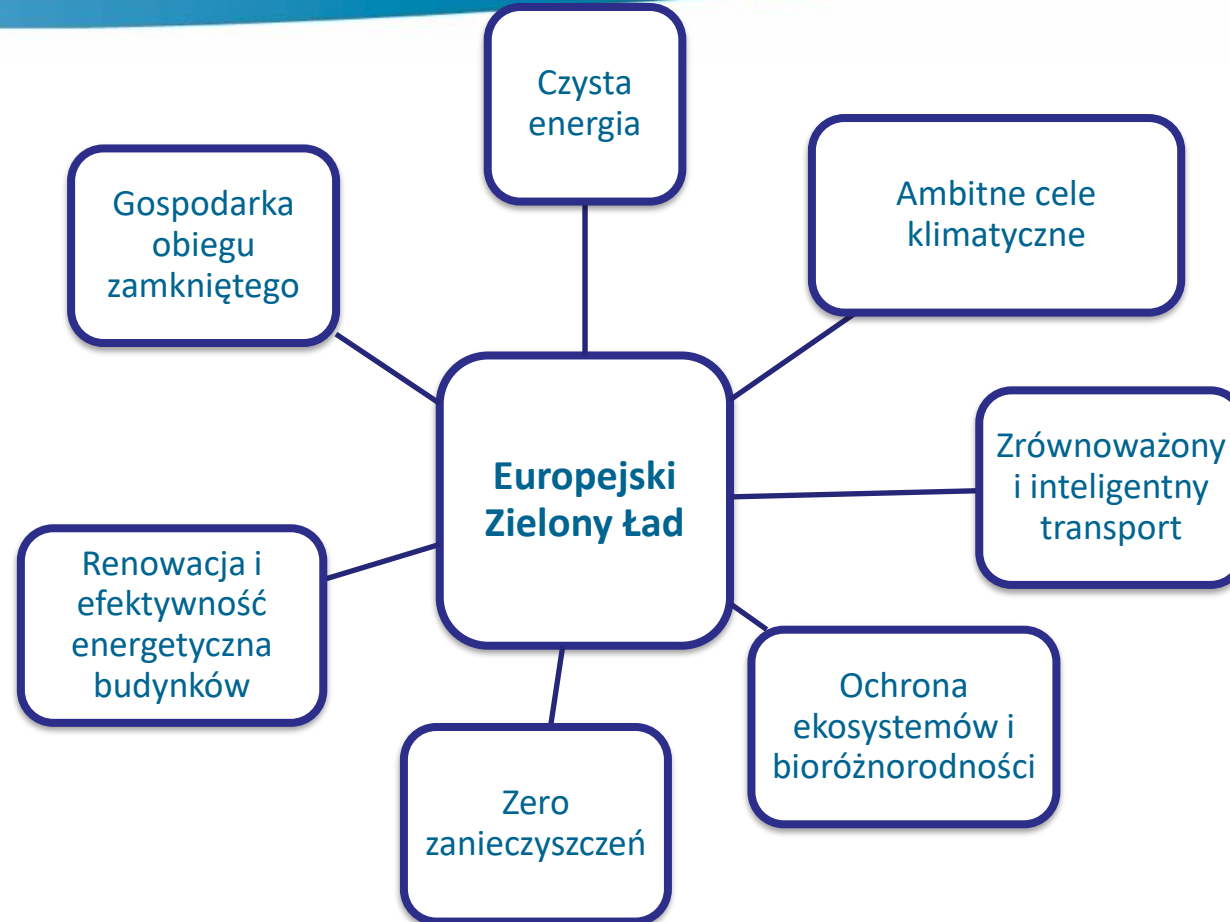 Czysta
energia
Ambitne cele
klimatyczne
Gospodarka
obiegu
zamkniętego
Europejski
Zielony Ład
Zrównoważony
i inteligentny
transport
Renowacja i
efektywność
energetyczna
budynków
Ochrona
ekosystemów i
bioróżnorodności
Zero
zanieczyszczeń